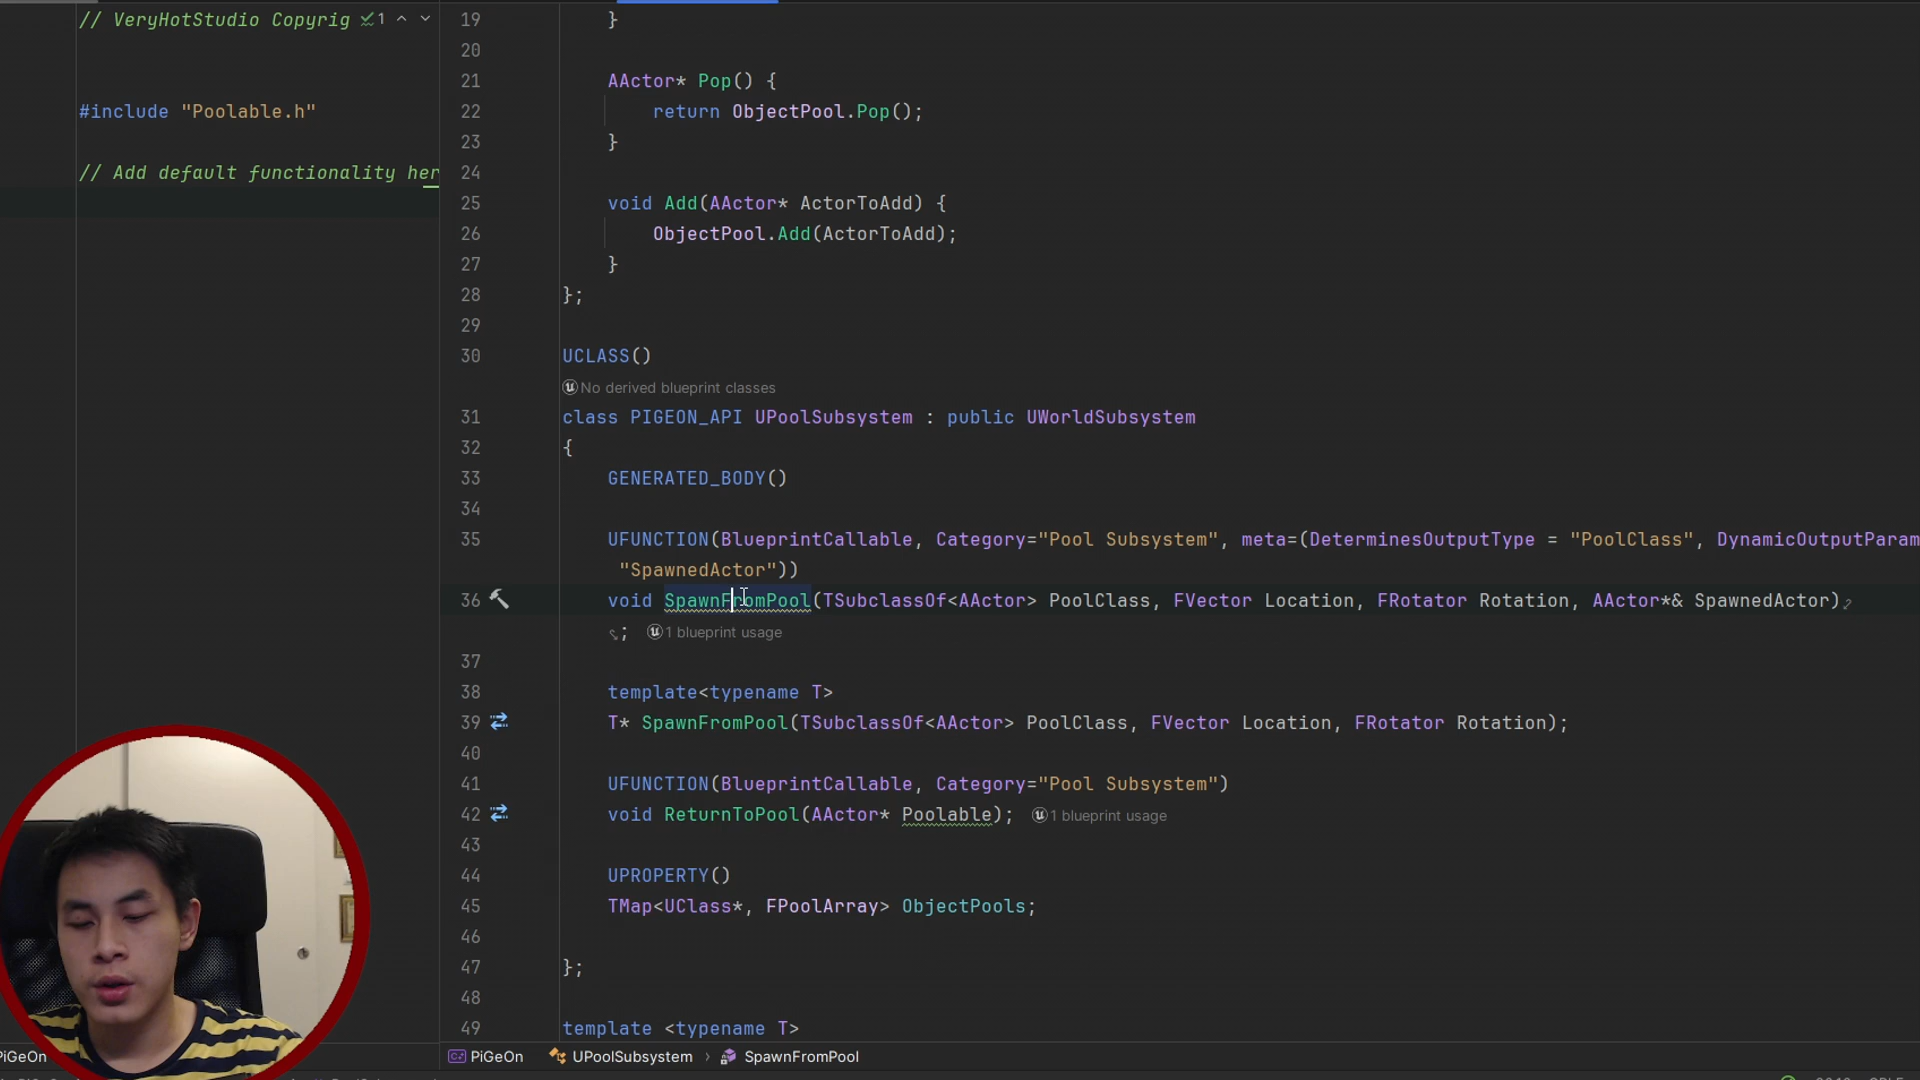 // VeryHotStudio Copyrig 1
#include "Poolable.h"
// Add default functionality her
19 }
20
21 AActor* Pop() {
22 return ObjectPool.Pop();
23 }
24
25 void Add(AActor* ActorToAdd) {
26 ObjectPool.Add(ActorToAdd);
27 }
28 };
29
30 UCLASS()
No derived blueprint classes
31 class PIGEON_API UPoolSubsystem : public UWorldSubsystem
32 {
33 GENERATED_BODY()
34
35 UFUNCTION(BlueprintCallable, Category="Pool Subsystem", meta=(DeterminesOutputType = "PoolClass", DynamicOutputParam
"SpawnedActor"))
36 void SpawnFromPool(TSubclassOf<AActor> PoolClass, FVector Location, FRotator Rotation, AActor*& SpawnedActor)
; 1 blueprint usage
37
38 template<typename T>
39 T* SpawnFromPool(TSubclassOf<AActor> PoolClass, FVector Location, FRotator Rotation);
40
41 UFUNCTION(BlueprintCallable, Category="Pool Subsystem")
42 void ReturnToPool(AActor* Poolable); 1 blueprint usage
43
44 UPROPERTY()
45 TMap<UClass*, FPoolArray> ObjectPools;
46
47 };
48
49 template <typename T>
PiGeOn PiGeOn UPoolSubsystem › SpawnFromPool